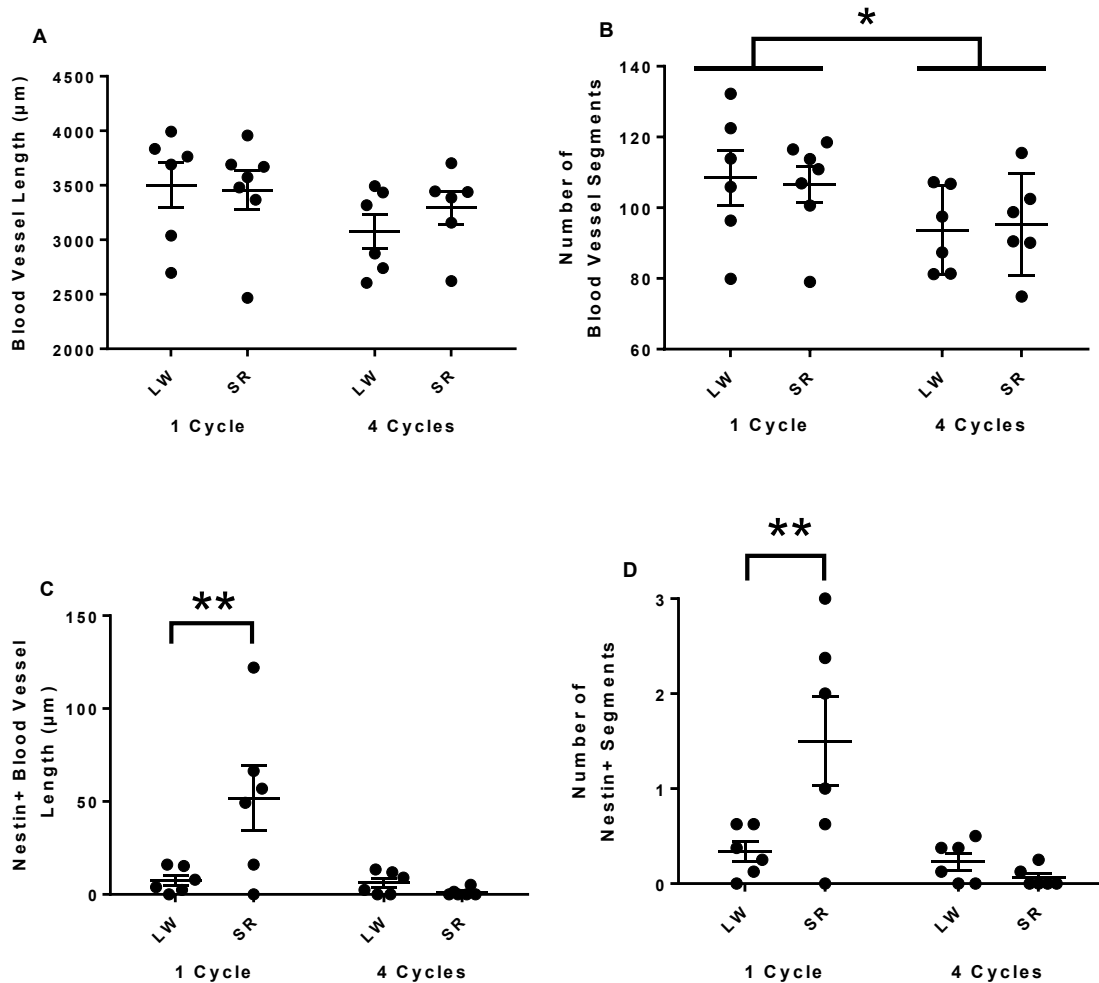 A
Blood Vessel Length (µm)
4500
4000
3500
3000
2500
2000
LW
SR
LW
SR
1 Cycle
4 Cycles
B
*
Number of
Blood Vessel Segments
140
120
100
80
60
LW
SR
LW
SR
1 Cycle
4 Cycles
C
**
Nestin+ Blood Vessel
Length (µm)
150
100
50
0
LW
SR
LW
SR
1 Cycle
4 Cycles
D
**
Number of
Nestin+ Segments
3
2
1
0
LW
SR
LW
SR
1 Cycle
4 Cycles